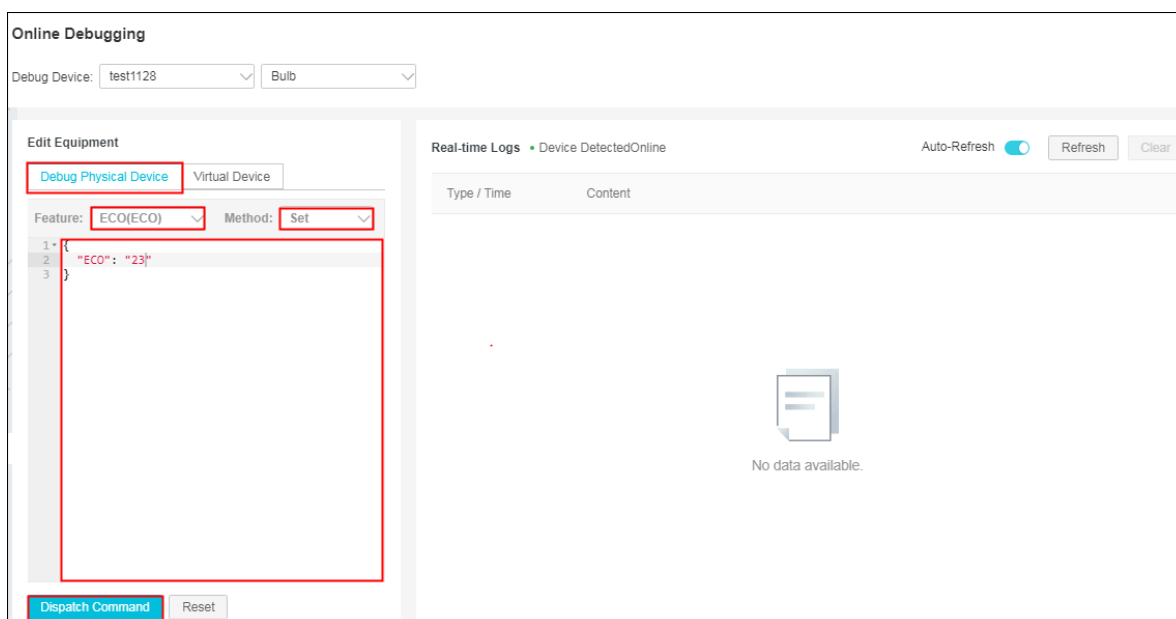 Online Debugging
Debug Device: test1128 Bulb
Edit Equipment
Debug Physical Device Virtual Device
Feature: ECO(ECO) Method: Set
1 {
2 "ECO": "23"
3 }
Dispatch Command Reset
Real-time Logs • Device DetectedOnline Auto-Refresh Refresh Clear
Type / Time Content
No data available.